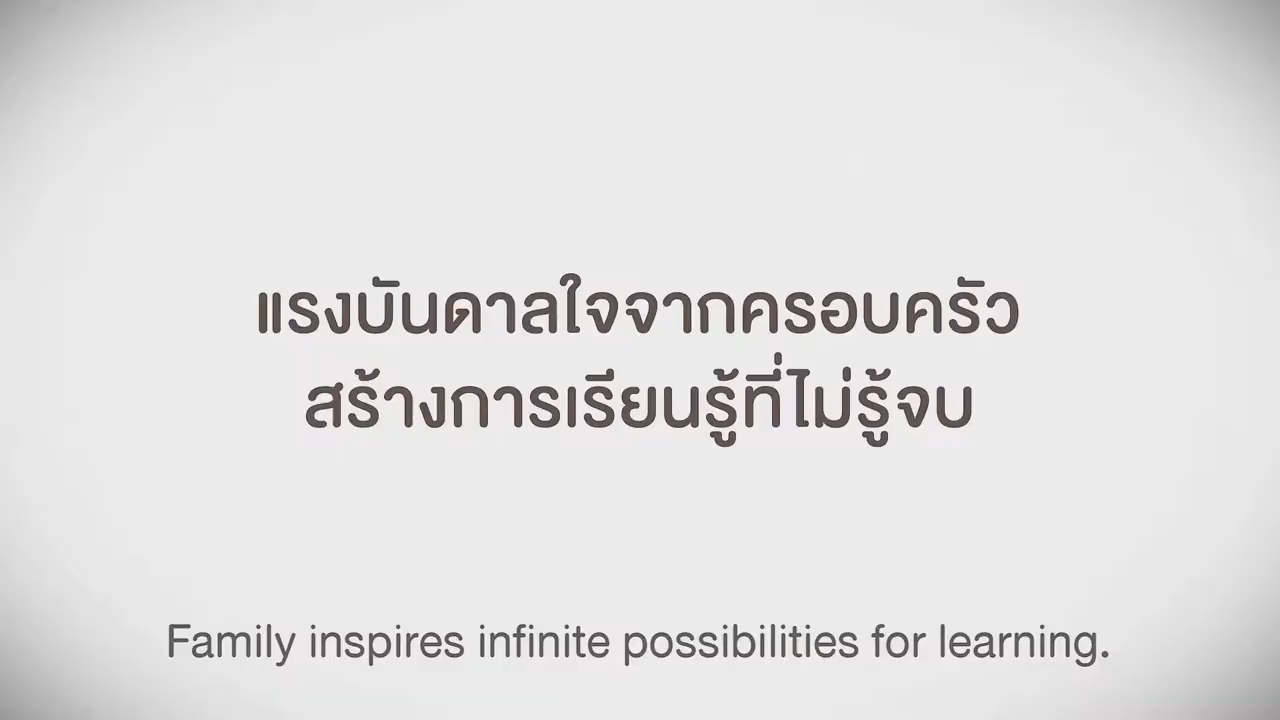 แรงบันดาลใจจากครอบครัว
สร้างการเรียนรู้ที่ไม่รู้จบ
Family inspires infinite possibilities for learning.